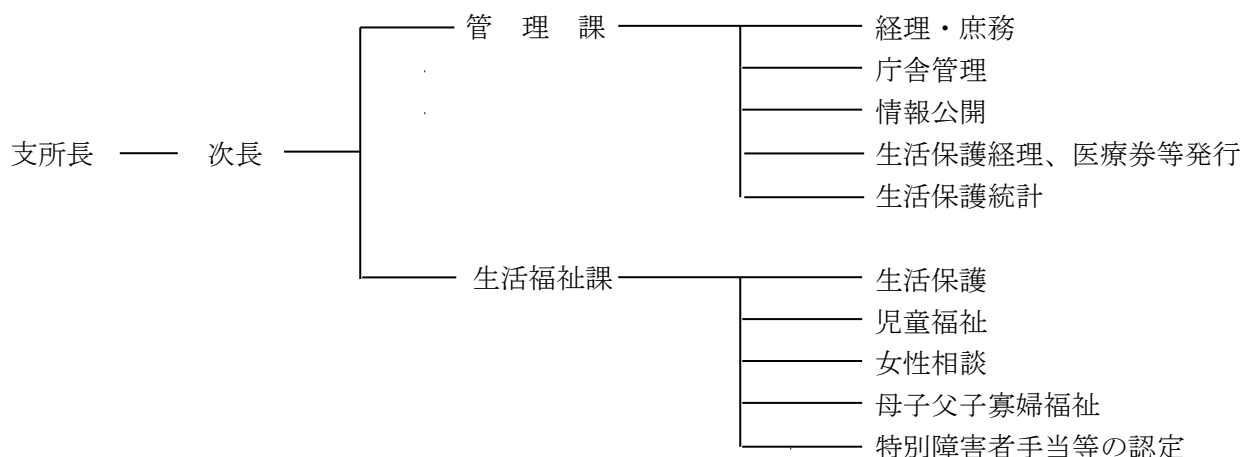 管理課
経理・庶務
庁舎管理
情報公開
支所長
次長
生活保護経理、医療券等発行
生活保護統計
生活福祉課
生活保護
児童福祉
女性相談
母子父子寡婦福祉
特別障害者手当等の認定